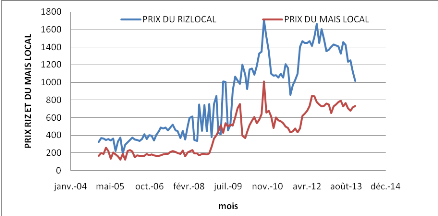 PRIX DU RIZLOCAL PRIX DU MAIS LOCAL
PRIX RIZ ET DU MAIS LOCAL
1800
1600
1400
1200
1000
800
600
400
200
0
janv.-04 mai-05 oct.-06 févr.-08 juil.-09 nov.-10 avr.-12 août-13 déc.-14
mois